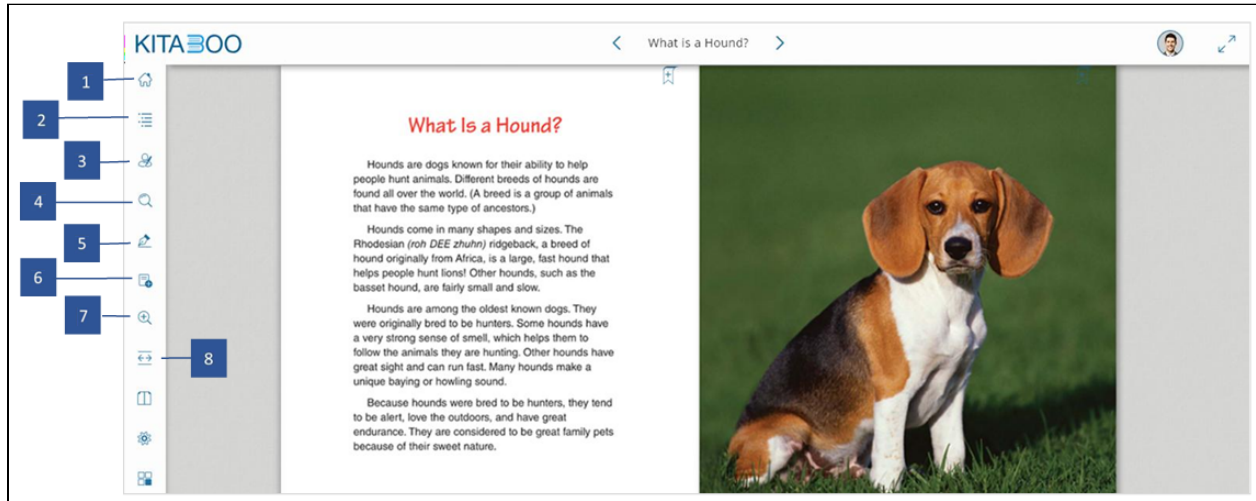 KITABOO
What is a Hound?
1
2
3
4
5
6
7
8
What Is a Hound?
Hounds are dogs known for their ability to help
people hunt animals. Different breeds of hounds are
found all over the world. (A breed is a group of animals
that have the same type of ancestors.)
Hounds come in many shapes and sizes. The
Rhodesian (roh DEE zhuhn) ridgeback, a breed of
hound originally from Africa, is a large, fast hound that
helps people hunt lions! Other hounds, such as the
basset hound, are fairly small and slow.
Hounds are among the oldest known dogs. They
were originally bred to be hunters. Some hounds have
a very strong sense of smell, which helps them to
follow the animals they are hunting. Other hounds have
great sight and can run fast. Many hounds make a
unique baying or howling sound.
Because hounds were bred to be hunters, they tend
to be alert, love the outdoors, and have great
endurance. They are considered to be great family pets
because of their sweet nature.